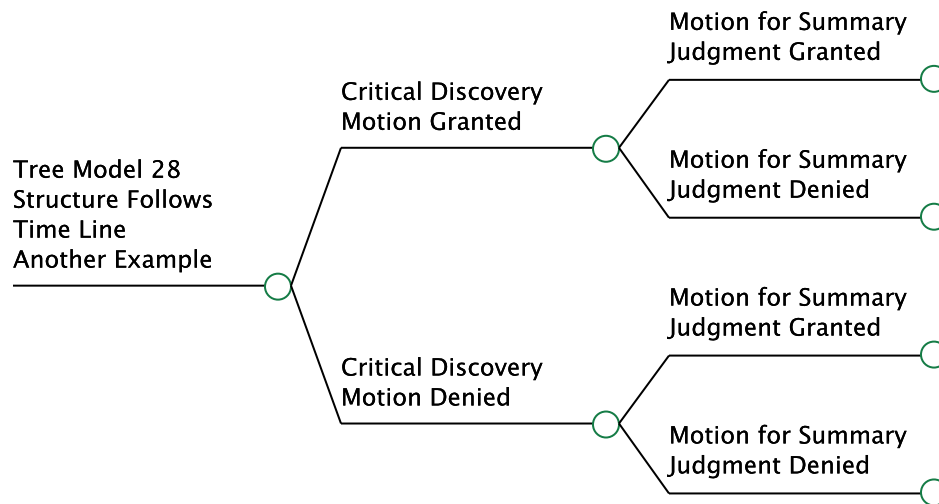 Tree Model 28
Structure Follows
Time Line
Another Example
Critical Discovery
Motion Granted
Motion for Summary
Judgment Granted
Motion for Summary
Judgment Denied
Critical Discovery
Motion Denied
Motion for Summary
Judgment Granted
Motion for Summary
Judgment Denied